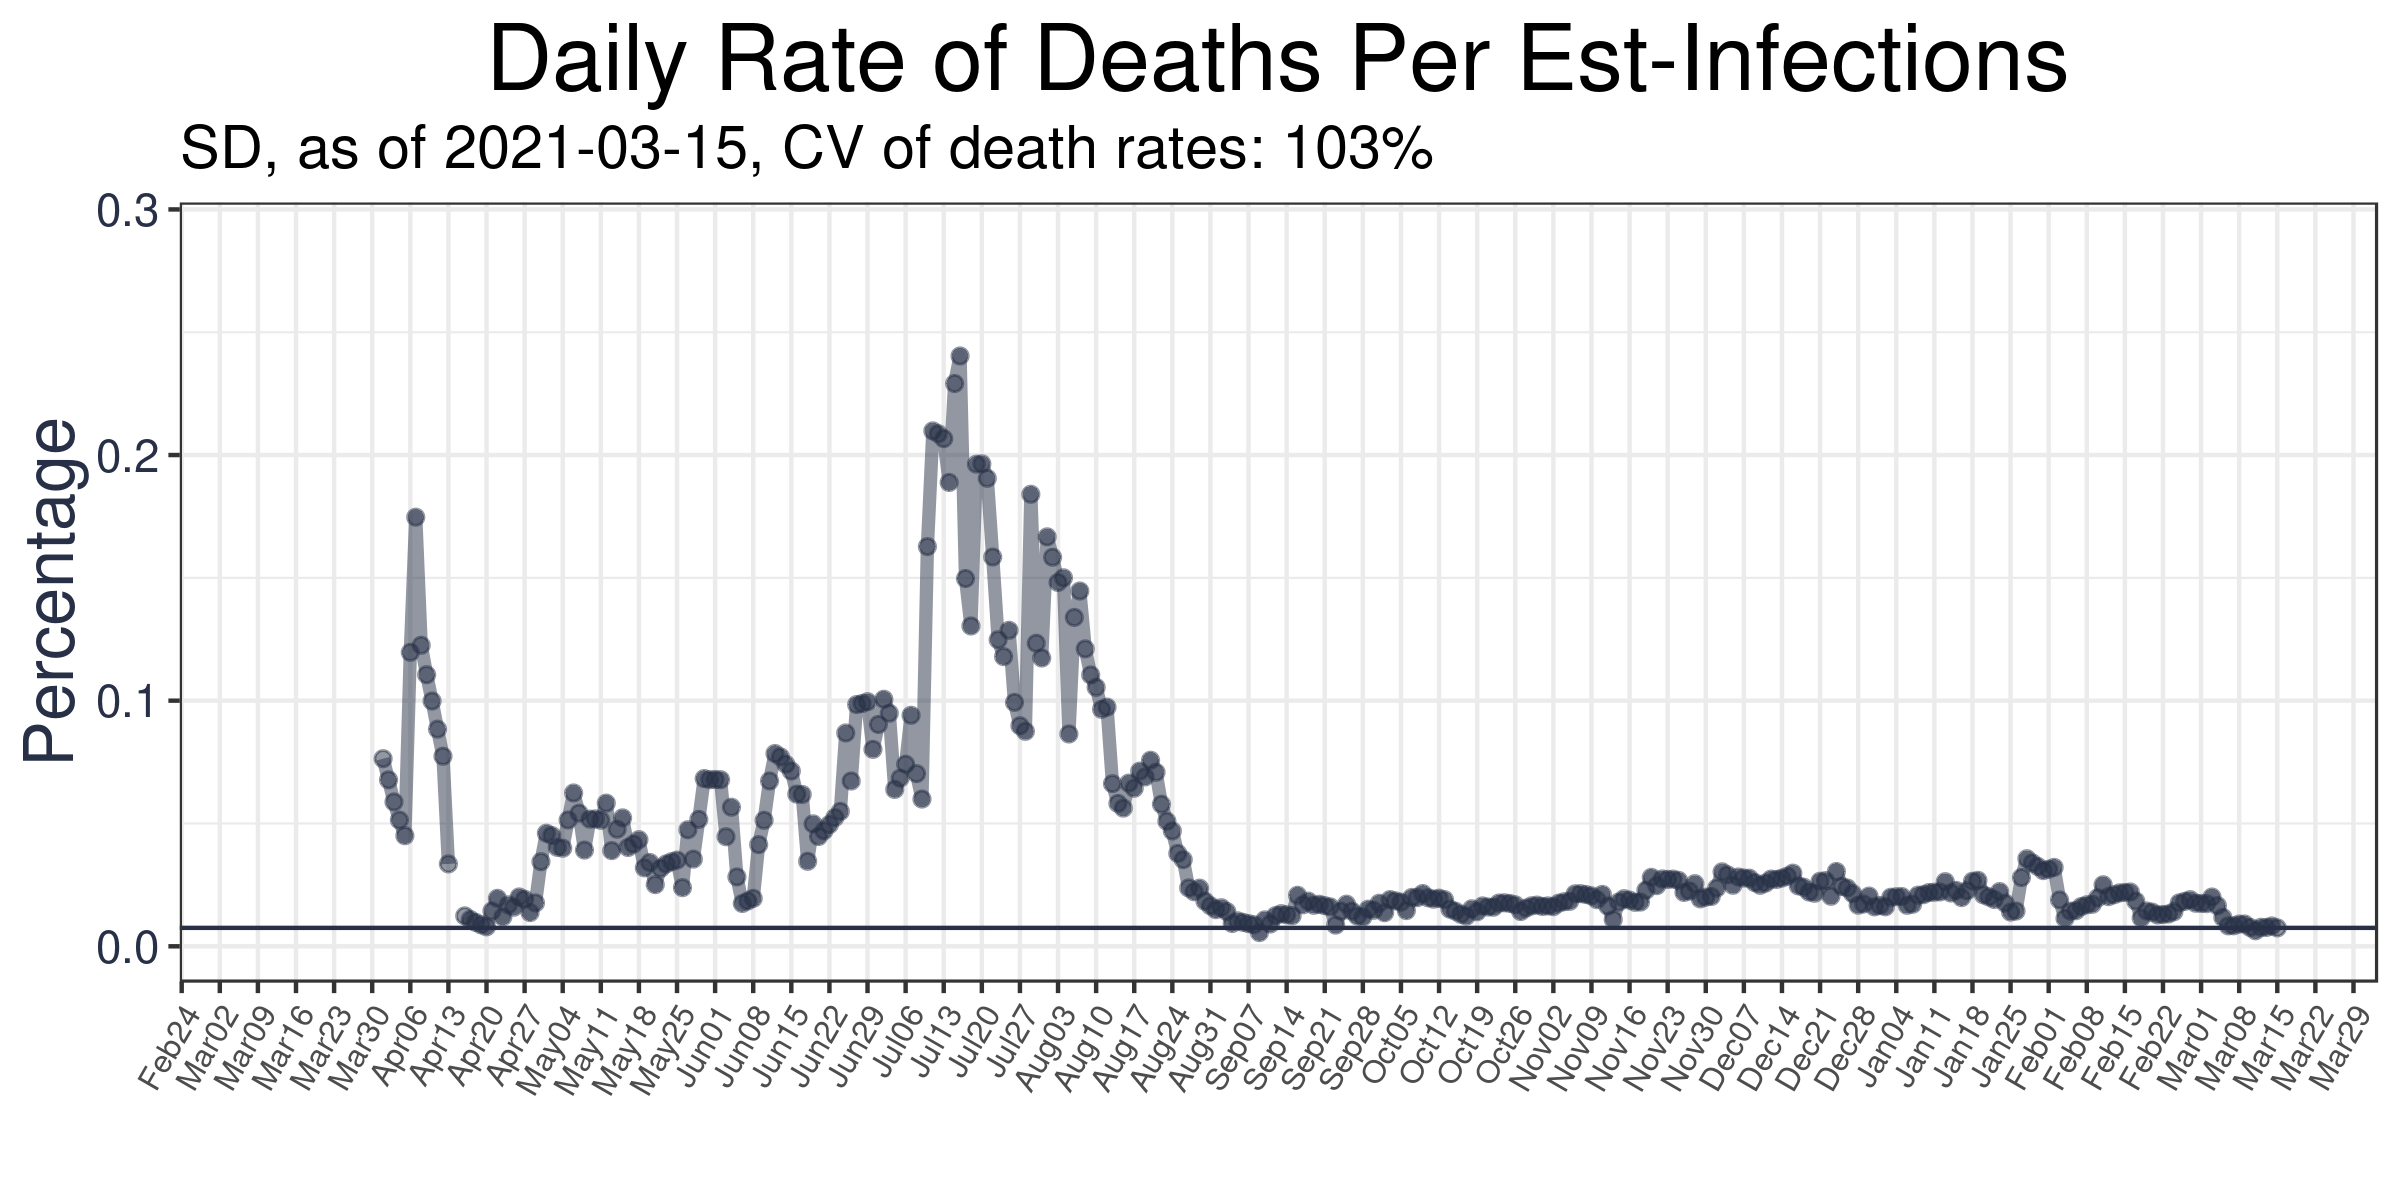 Daily Rate of Deaths Per Est-Infections
SD, as of 2021-03-15, CV of death rates: 103%
Percentage
0.3
0.2
0.1
0.0
Feb24
Mar02
Mar09
Mar16
Mar23
Mar30
Apr06
Apr13
Apr20
Apr27
May04
May11
May18
May25
Jun01
Jun08
Jun15
Jun22
Jun29
Jul06
Jul13
Jul20
Jul27
Aug03
Aug10
Aug17
Aug24
Aug31
Sep07
Sep14
Sep21
Sep28
Oct05
Oct12
Oct19
Oct26
Nov02
Nov09
Nov16
Nov23
Nov30
Dec07
Dec14
Dec21
Dec28
Jan04
Jan11
Jan18
Jan25
Feb01
Feb08
Feb15
Feb22
Mar01
Mar08
Mar15
Mar22
Mar29